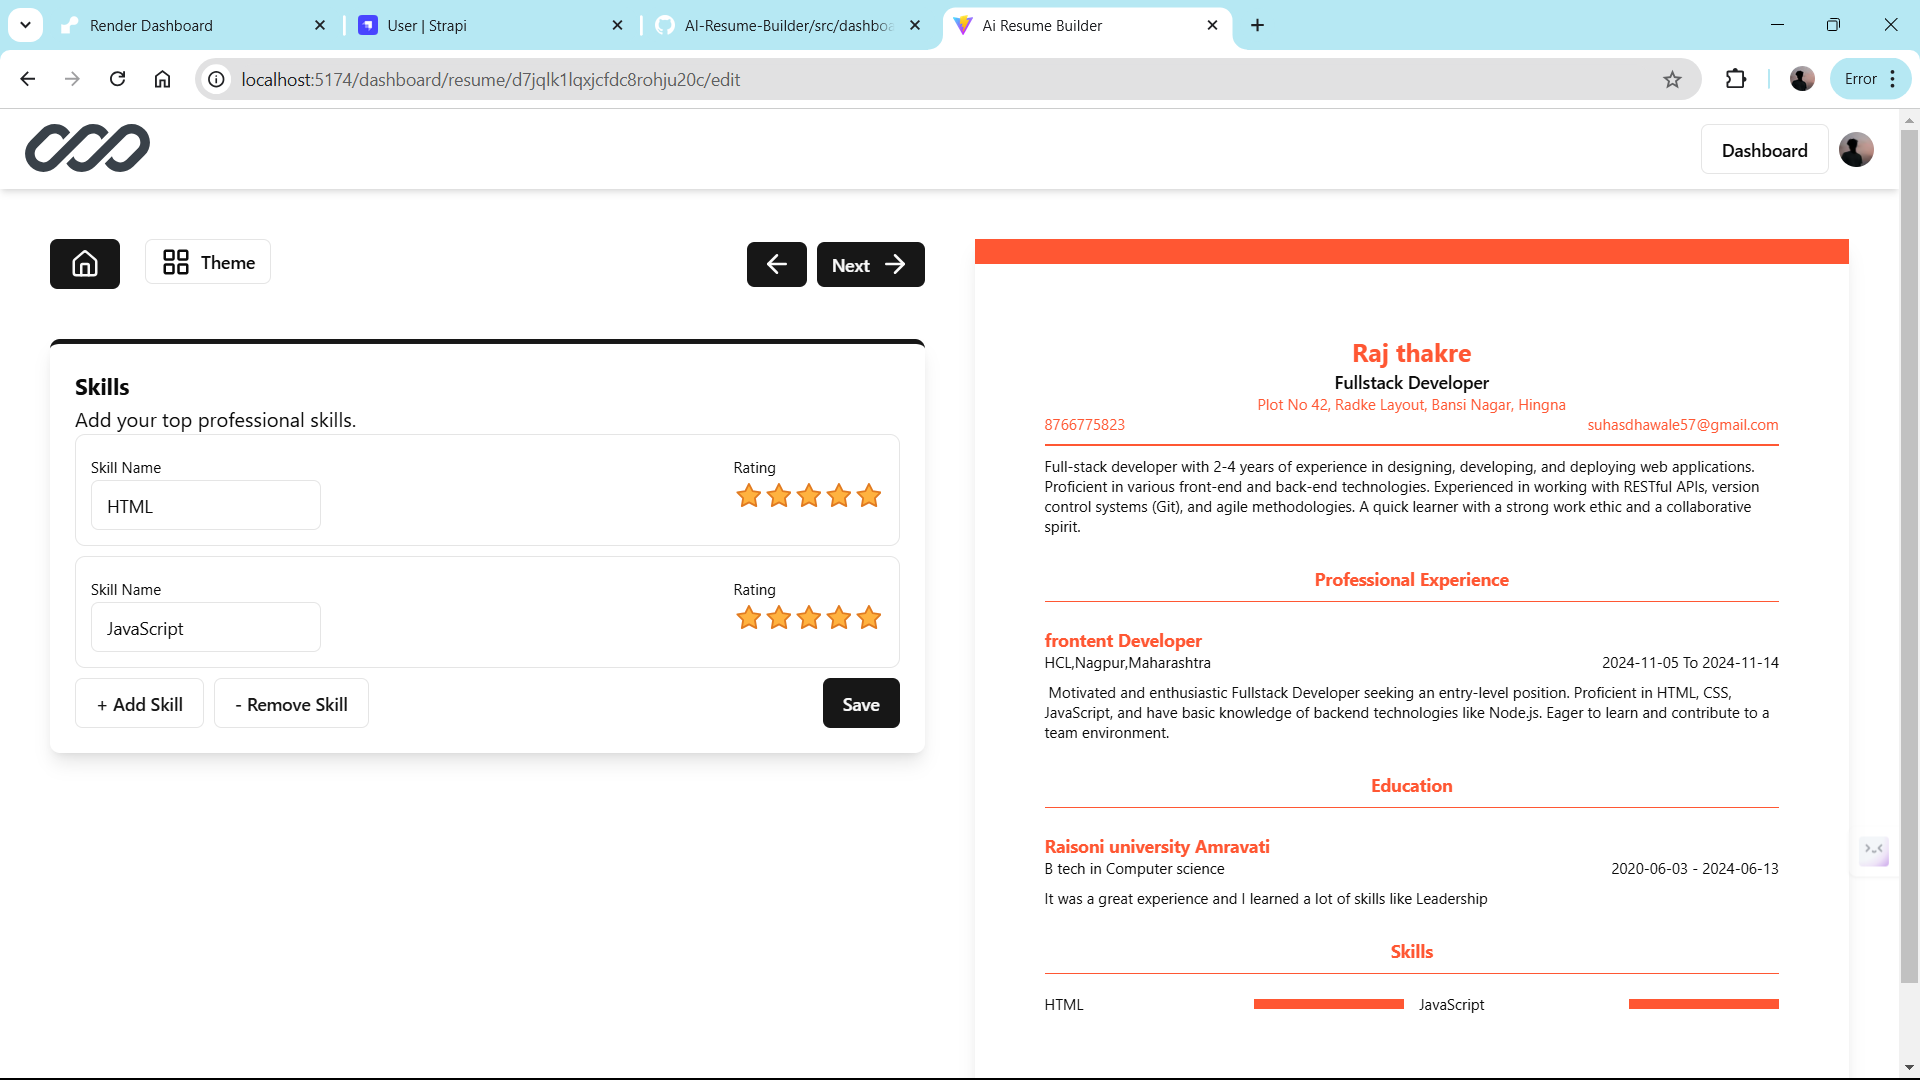 Render Dashboard
User | Strapi
AI-Resume-Builder/src/dashboa
Ai Resume Builder
localhost:5174/dashboard/resume/d7jqlk1lqxjcfdc8rohju20c/edit
Error
Dashboard
Theme
Next
Skills
Add your top professional skills.
Skill Name
Rating
HTML
Skill Name
Rating
JavaScript
+ Add Skill
- Remove Skill
Save
Raj thakre
Fullstack Developer
Plot No 42, Radke Layout, Bansi Nagar, Hingna
8766775823
suhasdhawale57@gmail.com
Full-stack developer with 2-4 years of experience in designing, developing, and deploying web applications.
Proficient in various front-end and back-end technologies. Experienced in working with RESTful APIs, version
control systems (Git), and agile methodologies. A quick learner with a strong work ethic and a collaborative
spirit.
Professional Experience
frontent Developer
HCL,Nagpur,Maharashtra
2024-11-05 To 2024-11-14
Motivated and enthusiastic Fullstack Developer seeking an entry-level position. Proficient in HTML, CSS,
JavaScript, and have basic knowledge of backend technologies like Node.js. Eager to learn and contribute to a
team environment.
Education
Raisoni university Amravati
B tech in Computer science
2020-06-03 - 2024-06-13
It was a great experience and I learned a lot of skills like Leadership
Skills
HTML
JavaScript